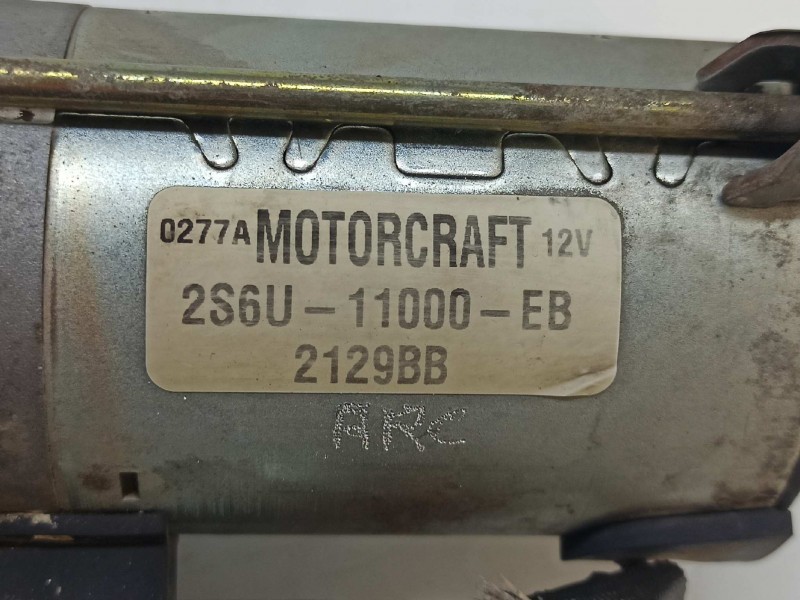 0277A MOTORCRAFT 12V
2S6U-11000-EB
2129BB
ARC